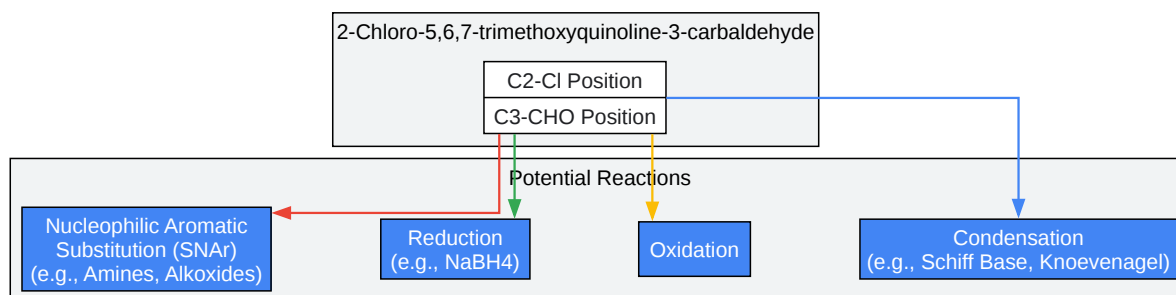 2-Chloro-5,6,7-trimethoxyquinoline-3-carbaldehyde
C2-Cl Position
C3-CHO Position
Potential Reactions
Nucleophilic Aromatic
Substitution (SNAr)
(e.g., Amines, Alkoxides)
Reduction
(e.g., NaBH4)
Oxidation
Condensation
(e.g., Schiff Base, Knoevenagel)